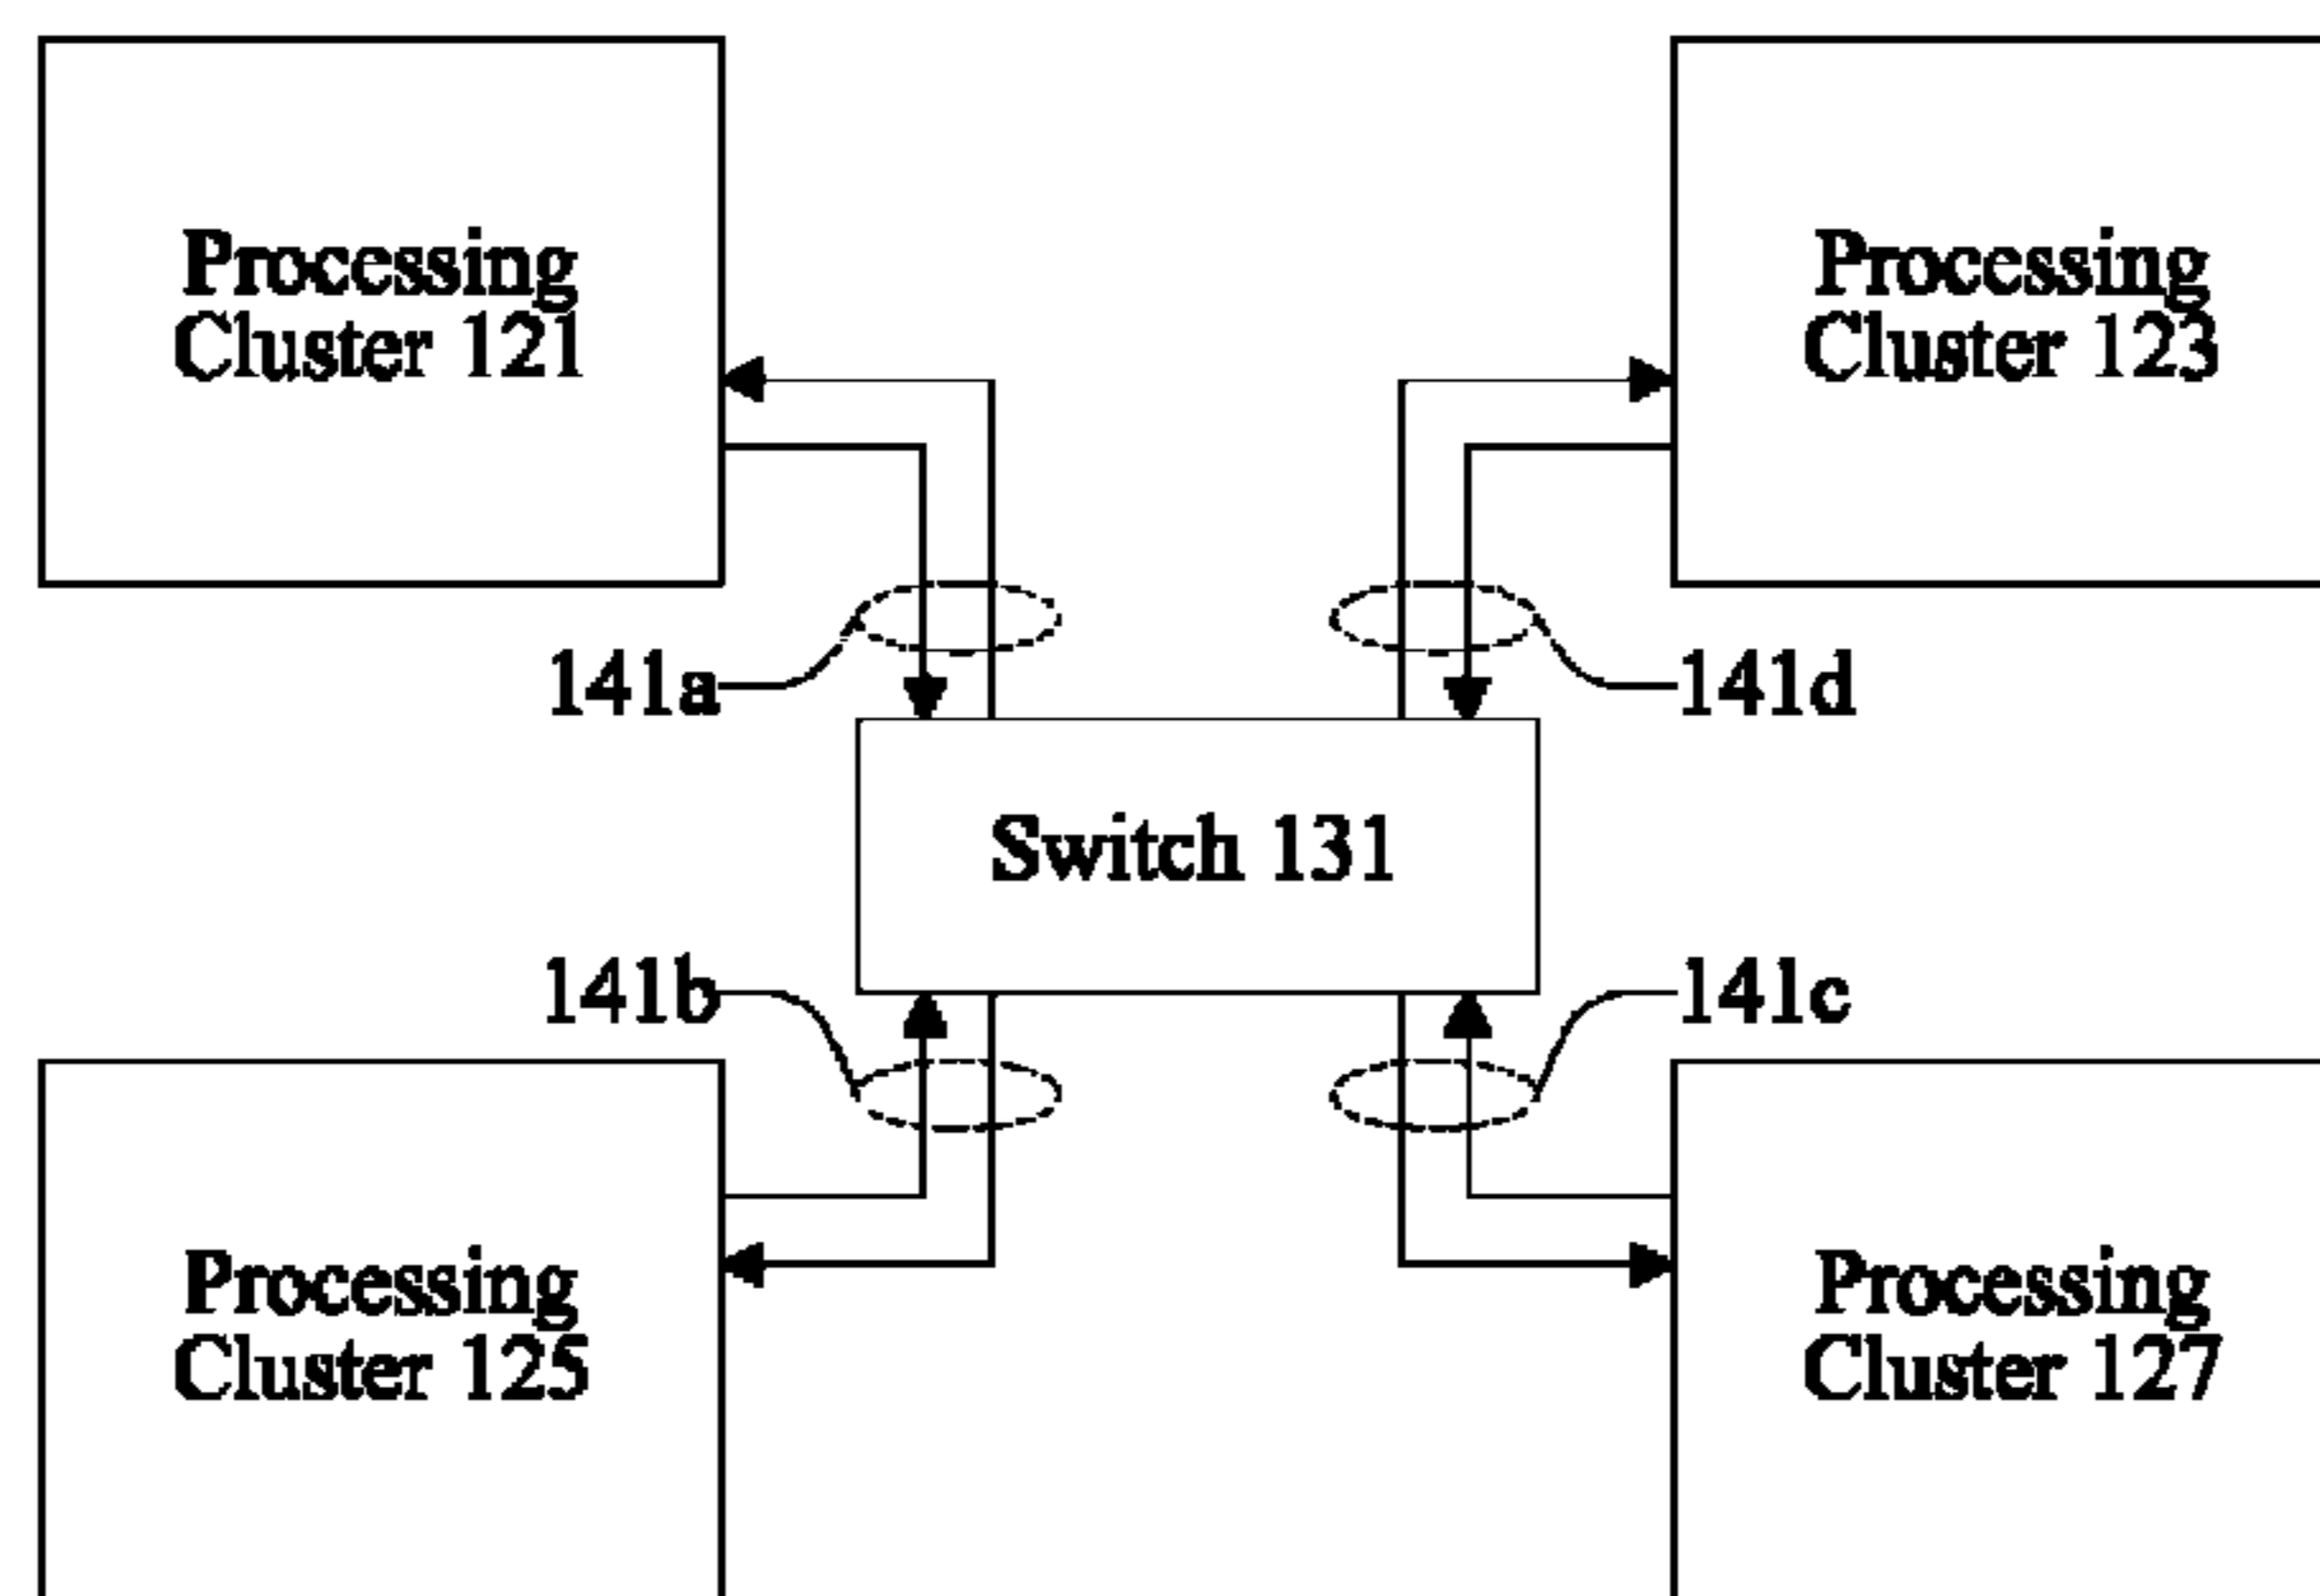 Processing
Cluster 121
Processing
Cluster 123
141a
141d
Switch 131
141b
141c
Processing
Cluster 125
Processing
Cluster 127